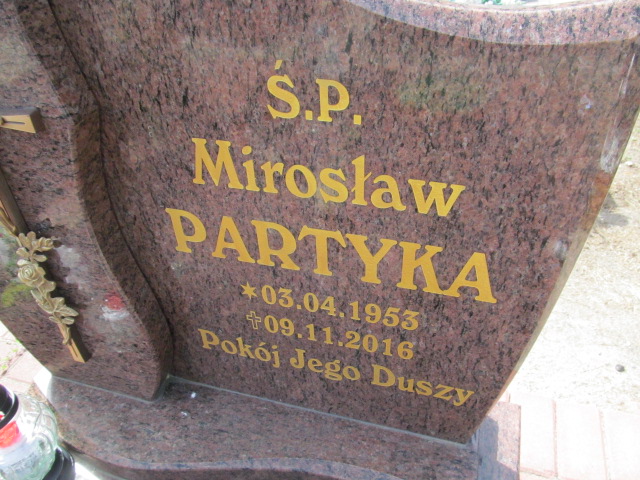 Ś.P.
Mirosław
PARTYKA
✶03.04.1953
✝09.11.2016
Pokój Jego Duszy